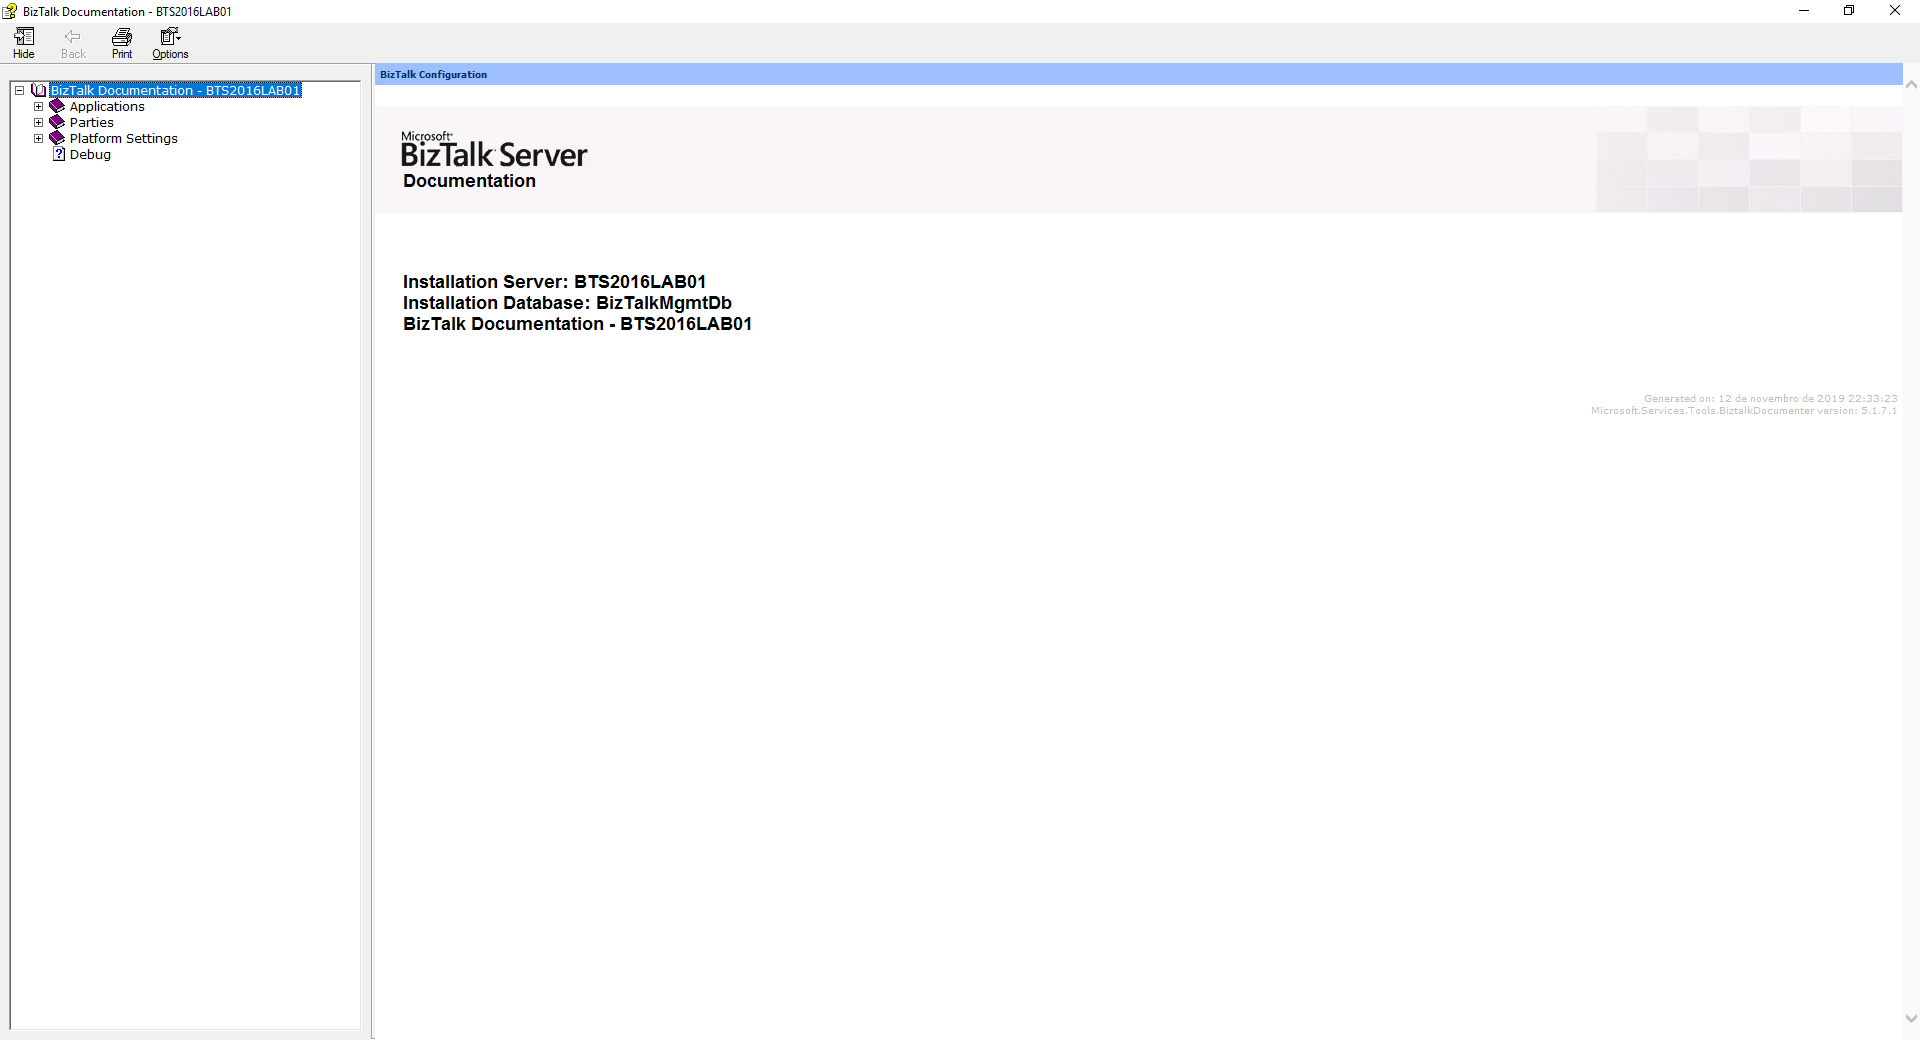 BizTalk Documentation - BTS2016LAB01
Hide
Back
Print
Options
BizTalk Documentation - BTS2016LAB01
Applications
Parties
Platform Settings
Debug
BizTalk Configuration
Microsoft®
BizTalk Server
Documentation
Installation Server: BTS2016LAB01
Installation Database: BizTalkMgmtDb
BizTalk Documentation - BTS2016LAB01
Generated on: 12 de novembro de 2019 22:33:23
Microsoft.Services.Tools.BiztalkDocumenter version: 5.1.7.1